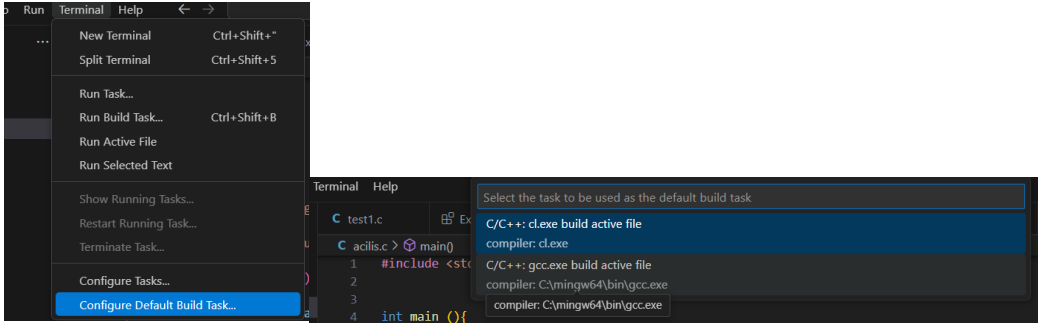 Run Terminal Help ← →
...
New Terminal Ctrl+Shift+"
Split Terminal Ctrl+Shift+5
Run Task...
Run Build Task... Ctrl+Shift+B
Run Active File
Run Selected Text
Show Running Tasks...
Restart Running Task...
Terminate Task...
Configure Tasks...
Configure Default Build Task...
Terminal Help
Select the task to be used as the default build task
C test1.c Ex
C/C++: cl.exe build active file
compiler: cl.exe
C acilis.c > main()
C/C++: gcc.exe build active file
compiler: C:\mingw64\bin\gcc.exe
compiler: C:\mingw64\bin\gcc.exe
1 #include <stc
2
3
4 int main (){